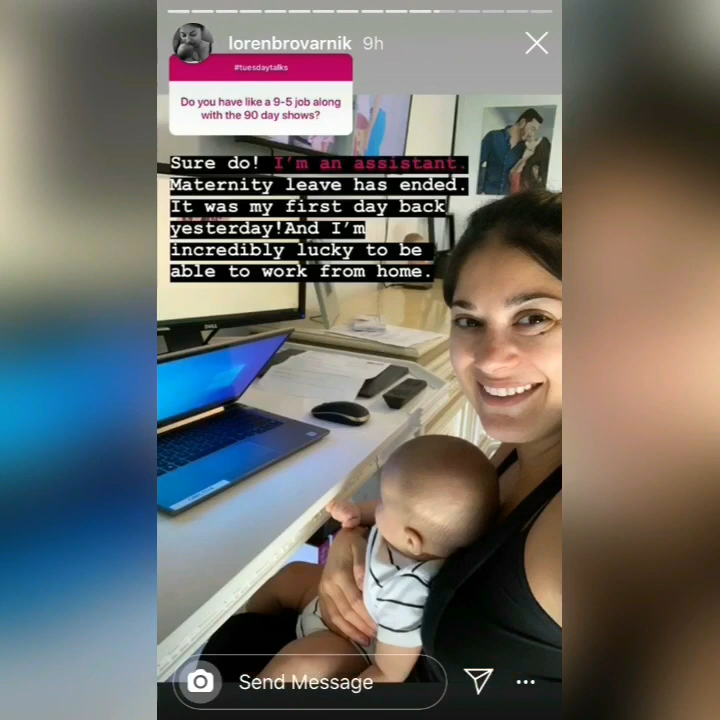 lorenbrovarnik 9h
#tuesdaytalks
Do you have like a 9-5 job along
with the 90 day shows?
Sure do! I'm an assistant.
Maternity leave has ended.
It was my first day back
yesterday!And I'm
incredibly lucky to be
able to work from home.
DELL
Send Message